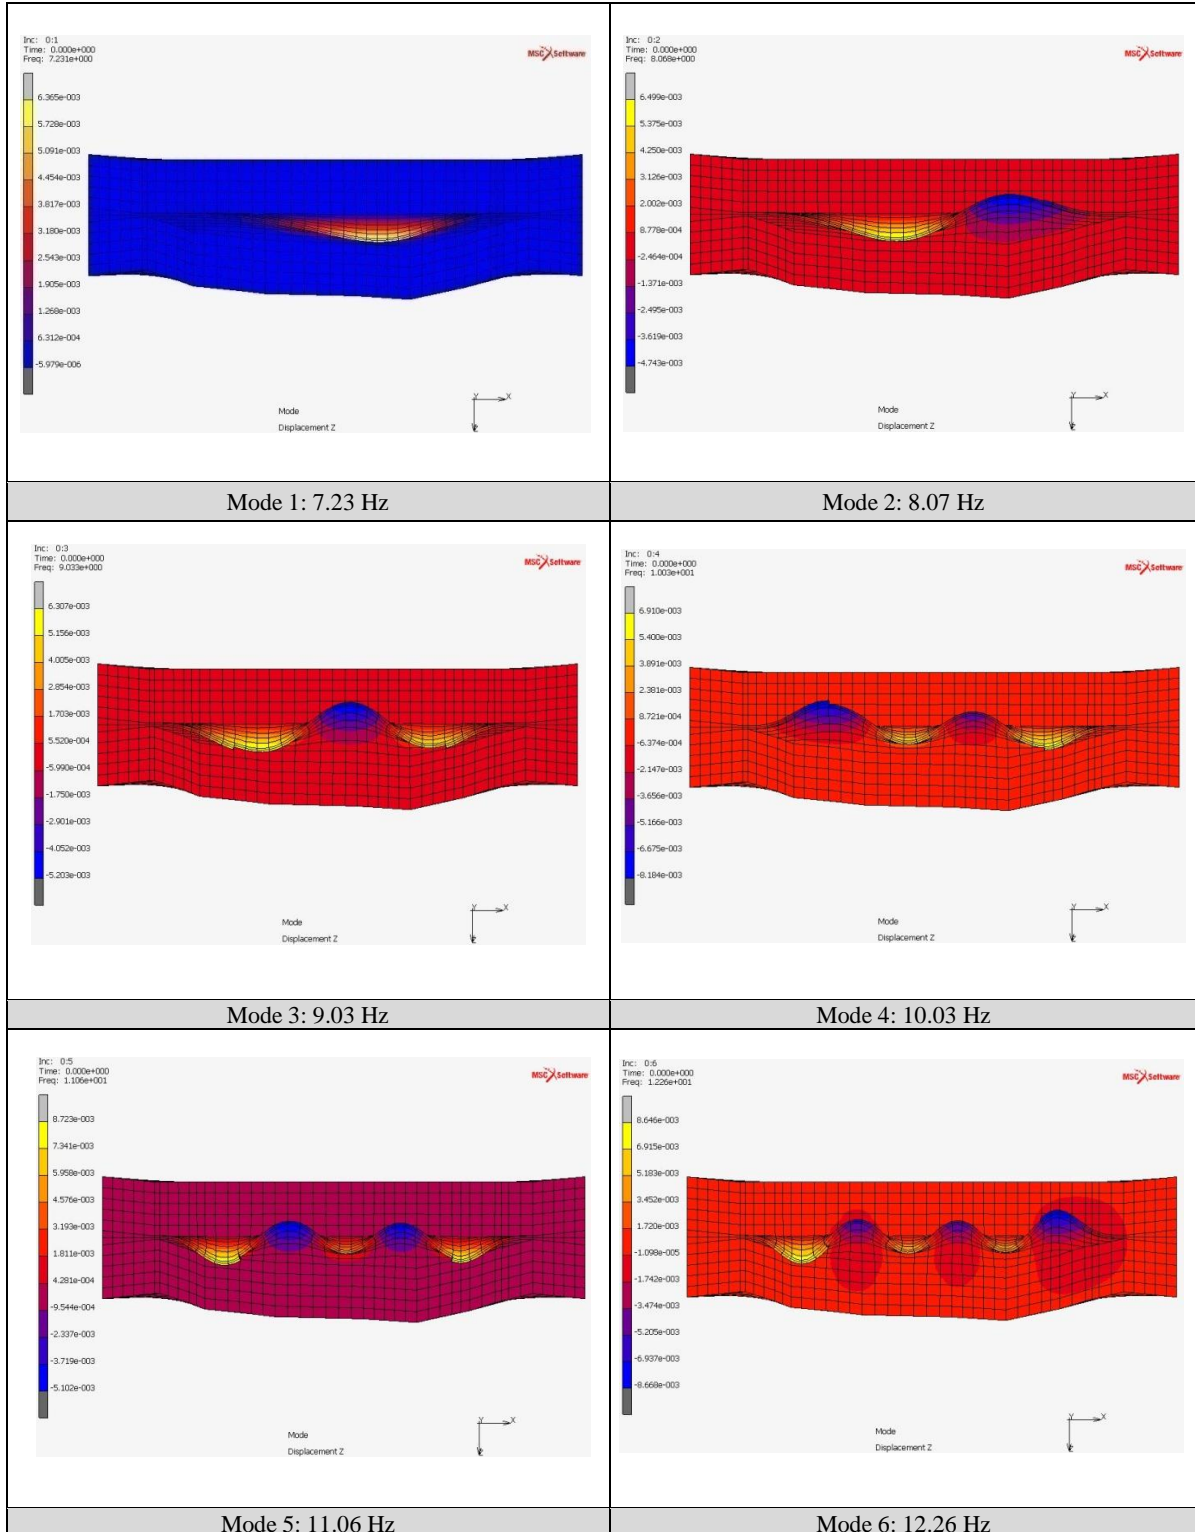 Inc: 0:1
Time: 0.000e+000
Freq: 7.231e+000
MSC Software
6.365e-003
5.728e-003
5.091e-003
4.454e-003
3.817e-003
3.180e-003
2.543e-003
1.905e-003
1.268e-003
6.312e-004
-5.979e-006
Y X
Z
Mode
Displacement Z
Mode 1: 7.23 Hz
Inc: 0:2
Time: 0.000e+000
Freq: 8.068e+000
MSC Software
6.499e-003
5.375e-003
4.250e-003
3.126e-003
2.002e-003
8.778e-004
-2.464e-004
-1.371e-003
-2.495e-003
-3.619e-003
-4.743e-003
Y X
Z
Mode
Displacement Z
Mode 2: 8.07 Hz
Inc: 0:3
Time: 0.000e+000
Freq: 9.033e+000
MSC Software
6.307e-003
5.156e-003
4.005e-003
2.854e-003
1.703e-003
5.520e-004
-5.990e-004
-1.750e-003
-2.901e-003
-4.052e-003
-5.203e-003
Y X
Z
Mode
Displacement Z
Mode 3: 9.03 Hz
Inc: 0:4
Time: 0.000e+000
Freq: 1.003e+001
MSC Software
6.910e-003
5.400e-003
3.891e-003
2.381e-003
8.721e-004
-6.374e-004
-2.147e-003
-3.656e-003
-5.166e-003
-6.675e-003
-8.184e-003
Y X
Z
Mode
Displacement Z
Mode 4: 10.03 Hz
Inc: 0:5
Time: 0.000e+000
Freq: 1.106e+001
MSC Software
8.723e-003
7.341e-003
5.958e-003
4.576e-003
3.193e-003
1.811e-003
4.281e-004
-9.544e-004
-2.337e-003
-3.719e-003
-5.102e-003
Y X
Z
Mode
Displacement Z
Mode 5: 11.06 Hz
Inc: 0:6
Time: 0.000e+000
Freq: 1.226e+001
MSC Software
8.646e-003
6.915e-003
5.183e-003
3.452e-003
1.720e-003
-1.098e-005
-1.742e-003
-3.474e-003
-5.205e-003
-6.937e-003
-8.668e-003
Y X
Z
Mode
Displacement Z
Mode 6: 12.26 Hz